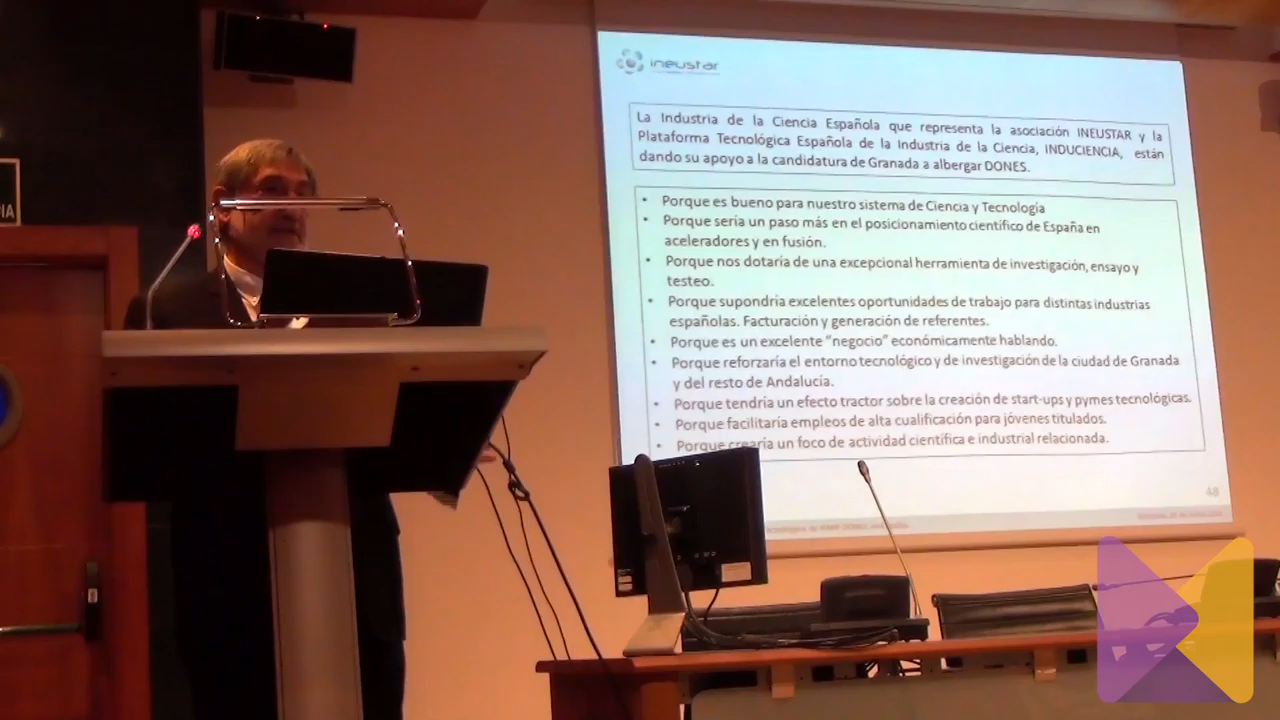 ineustar
La Industria de la Ciencia Española que representa la asociación INEUSTAR y la
Plataforma Tecnológica Española de la Industria de la Ciencia, INDUCIENCIA, están
dando su apoyo a la candidatura de Granada a albergar DONES.
• Porque es bueno para nuestro sistema de Ciencia y Tecnología
• Porque sería un paso más en el posicionamiento científico de España en
aceleradores y en fusión.
• Porque nos dotaría de una excepcional herramienta de investigación, ensayo y
testeo.
• Porque supondría excelentes oportunidades de trabajo para distintas industrias
españolas. Facturación y generación de referentes.
• Porque es un excelente “negocio” económicamente hablando.
• Porque reforzaría el entorno tecnológico y de investigación de la ciudad de Granada
y del resto de Andalucía.
• Porque tendría un efecto tractor sobre la creación de start-ups y pymes tecnológicas.
• Porque facilitaría empleos de alta cualificación para jóvenes titulados.
• Porque crearía un foco de actividad científica e industrial relacionada.
48